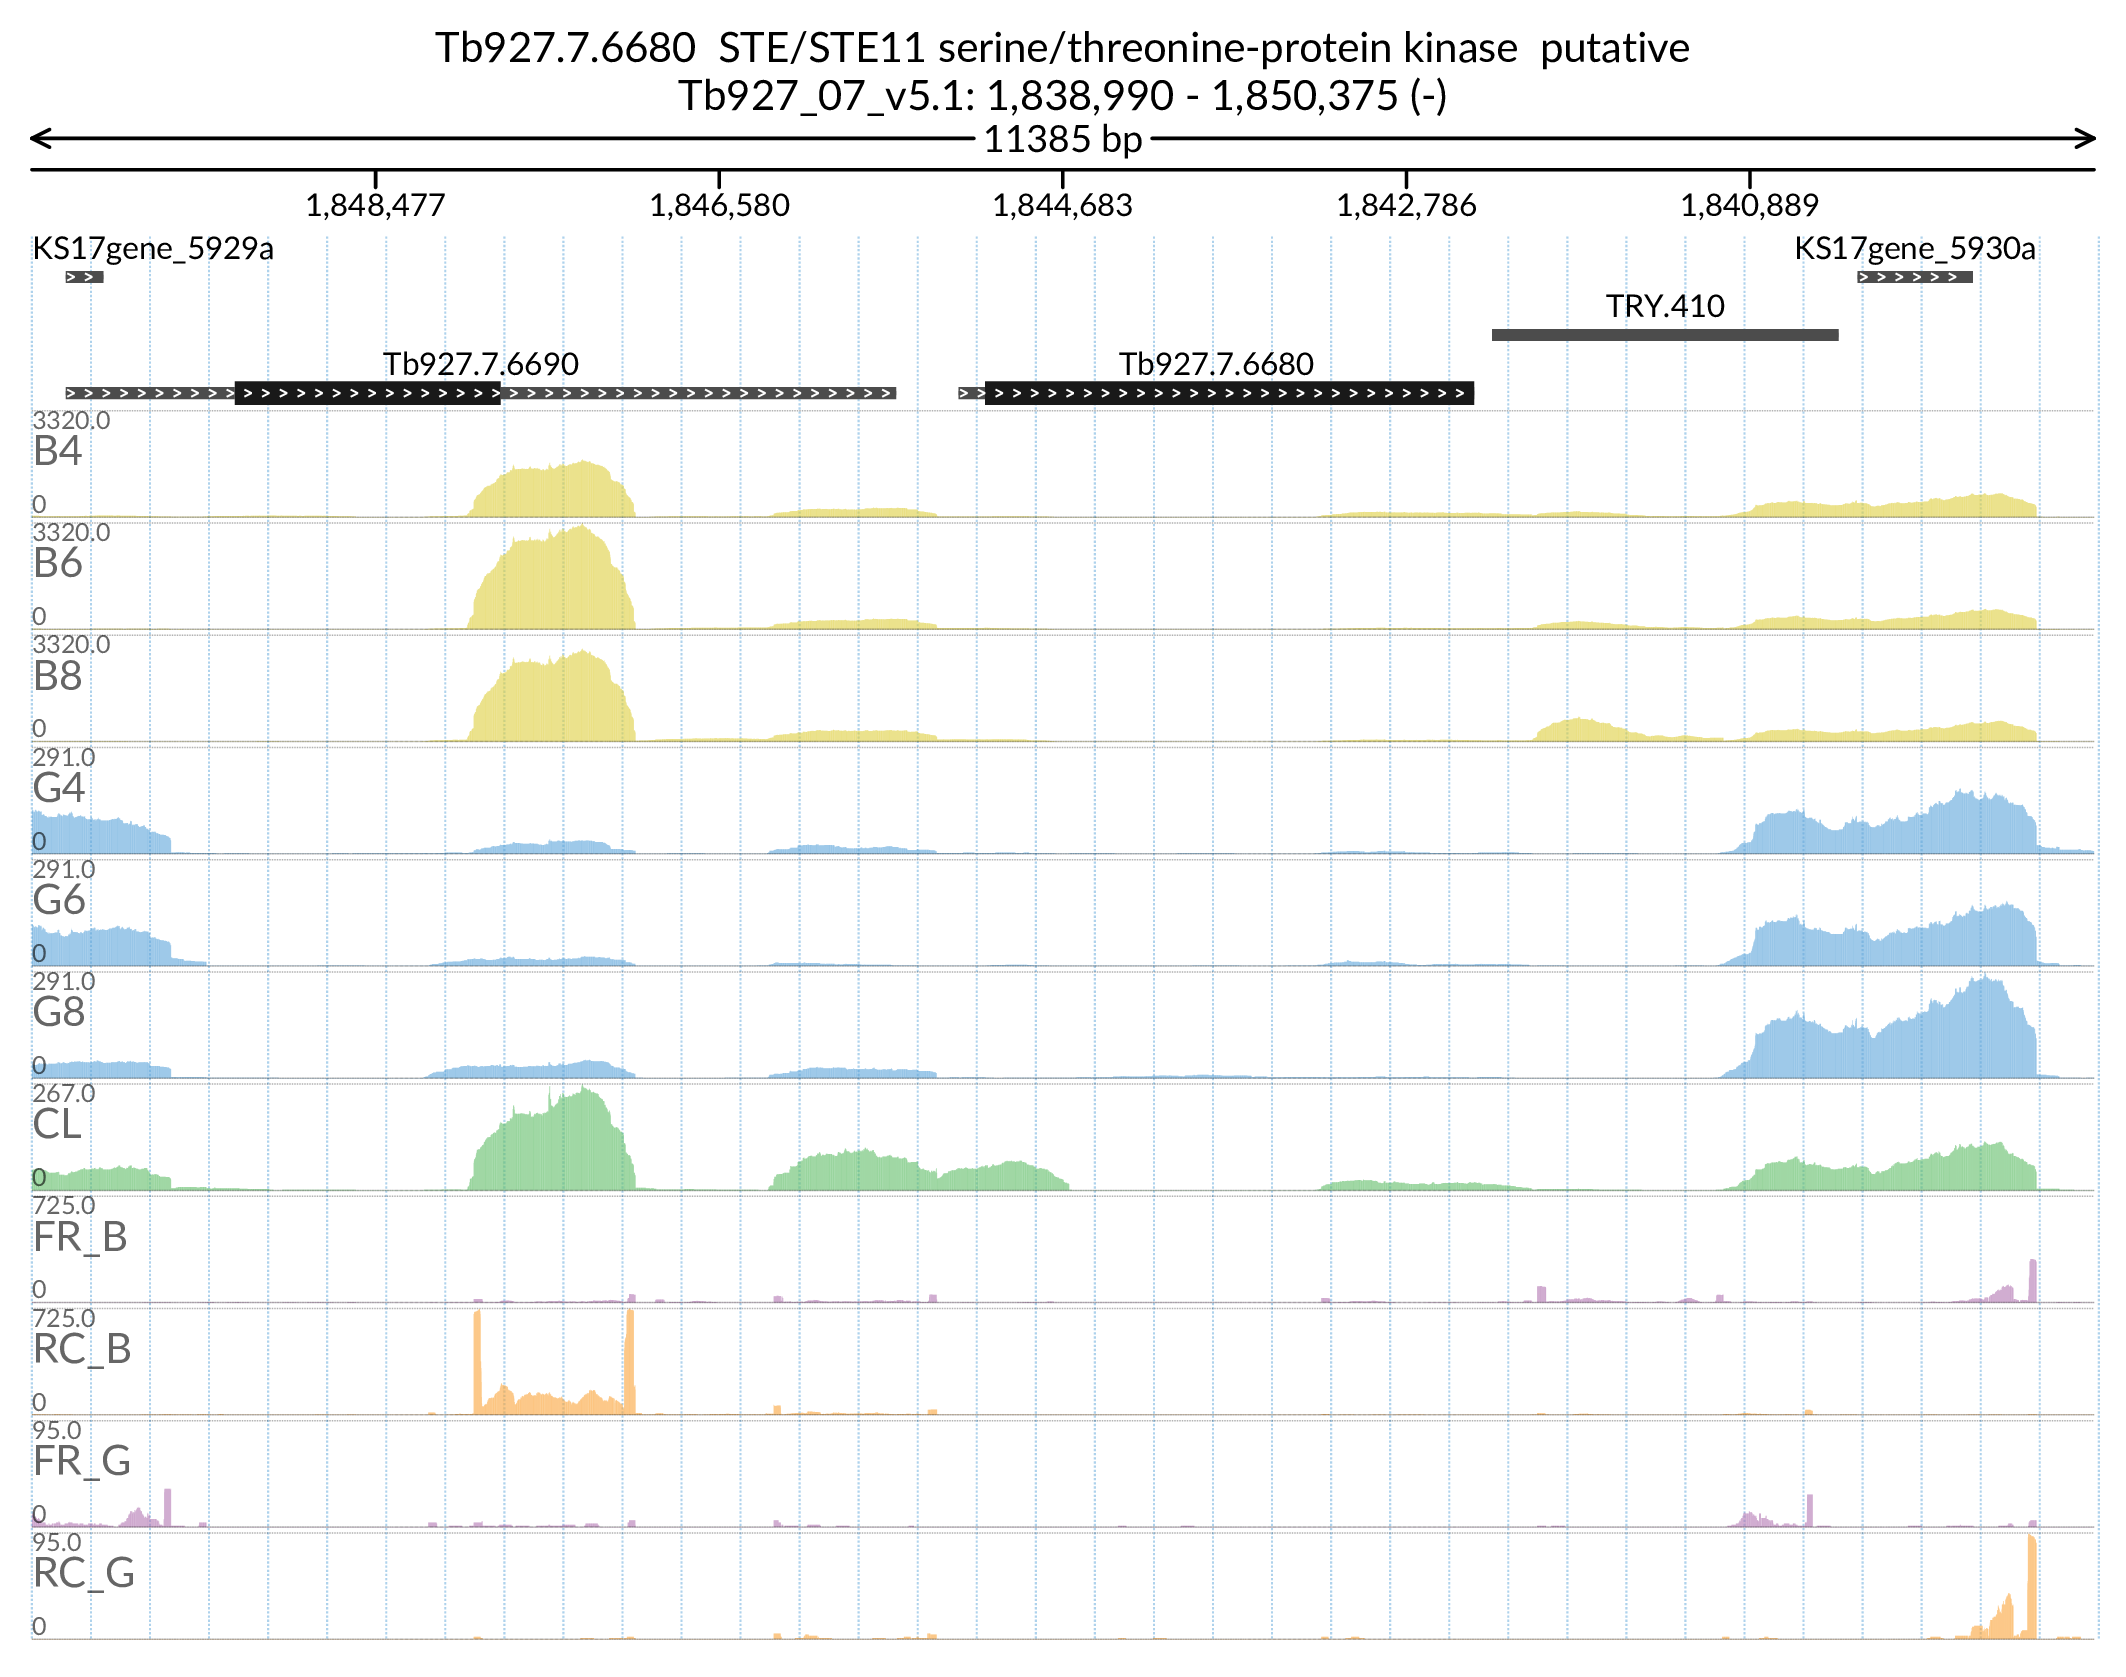 Tb927.7.6680  STE/STE11 serine/threonine-protein kinase  putative
Tb927_07_v5.1: 1,838,990 - 1,850,375 (-)
11385 bp
1,848,477 1,846,580 1,844,683 1,842,786 1,840,889
KS17gene_5929a KS17gene_5930a
TRY.410
Tb927.7.6690 Tb927.7.6680
3320.0
B4
0
3320.0
B6
0
3320.0
B8
0
291.0
G4
0
291.0
G6
0
291.0
G8
0
267.0
CL
0
725.0
FR_B
0
725.0
RC_B
0
95.0
FR_G
0
95.0
RC_G
0